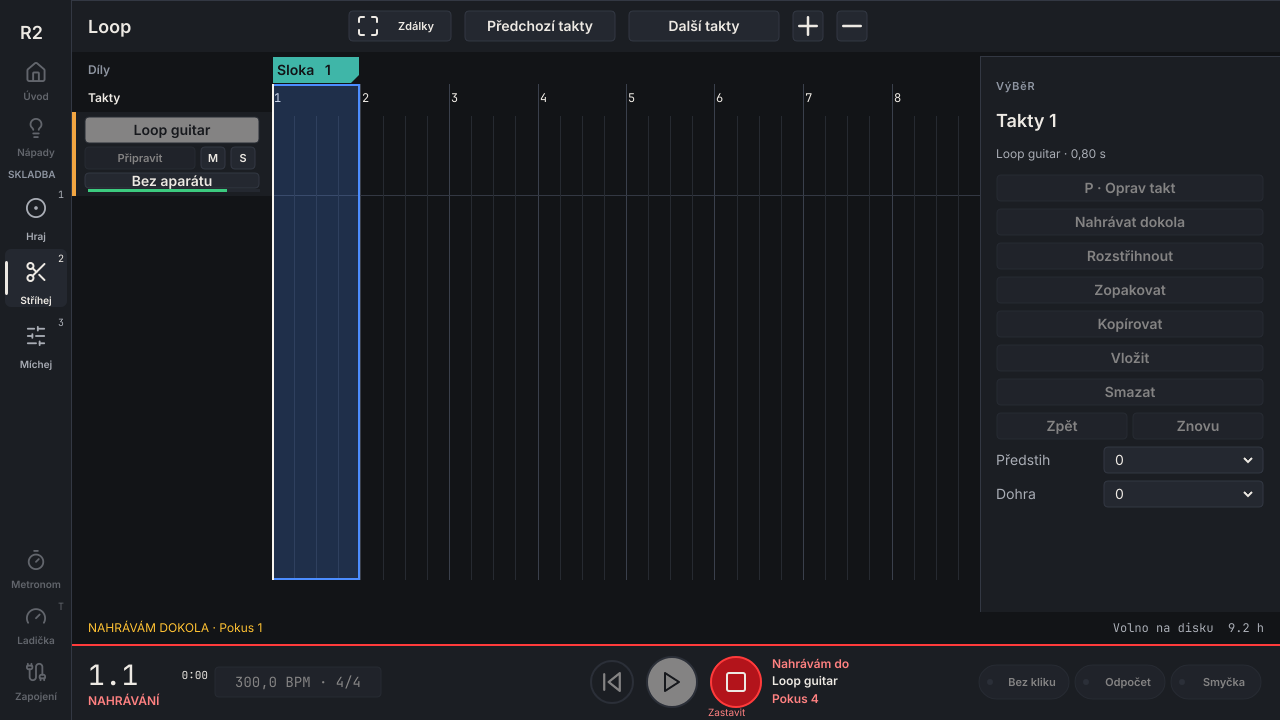 R2
Úvod
Nápady
SKLADBA
1
Hraj
2
Stříhej
3
Míchej
Metronom
T
Ladička
Zapojení
Loop
Zdálky
Předchozí takty
Další takty
Díly
Sloka 1
Takty
1 2 3 4 5 6 7 8
Loop guitar
Připravit M S
Bez aparátu
VýBěR
Takty 1
Loop guitar · 0,80 s
P · Oprav takt
Nahrávat dokola
Rozstřihnout
Zopakovat
Kopírovat
Vložit
Smazat
Zpět Znovu
Předstih 0
Dohra 0
NAHRÁVÁM DOKOLA · Pokus 1
Volno na disku 9.2 h
1.1
NAHRÁVÁNÍ
0:00
300,0 BPM · 4/4
Zastavit
Nahrávám do
Loop guitar
Pokus 4
Bez kliku
Odpočet
Smyčka